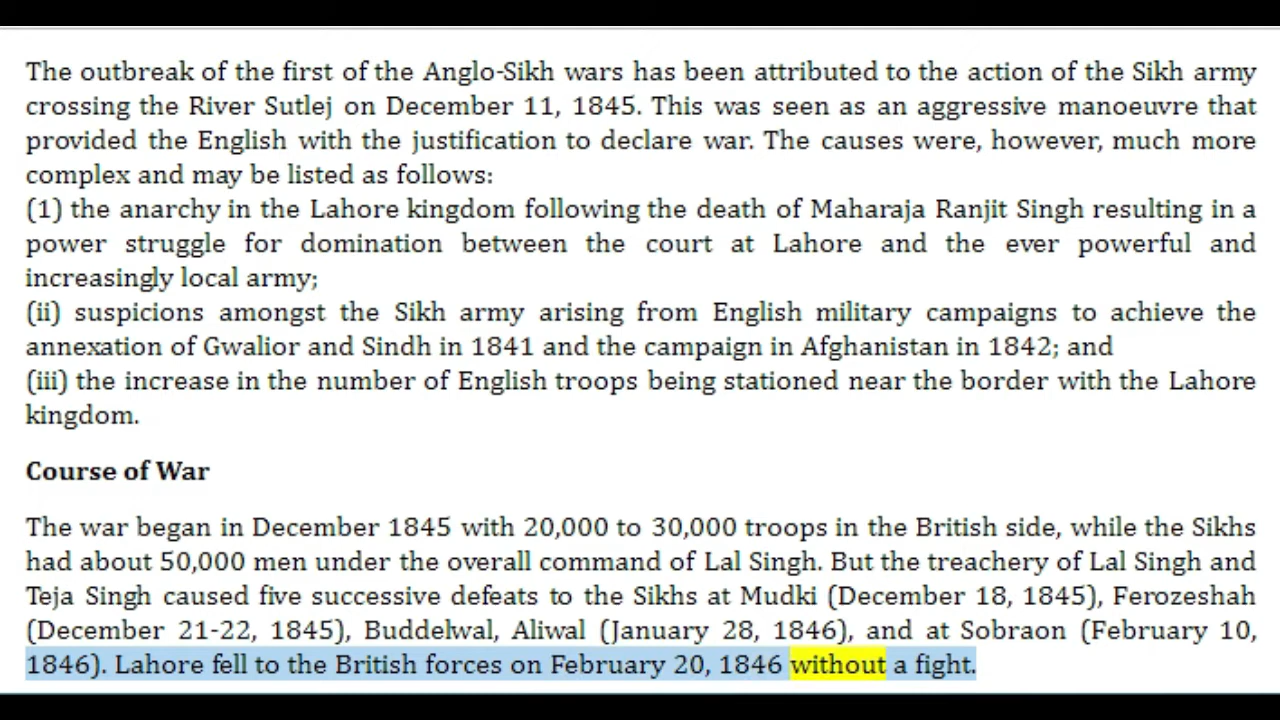 The outbreak of the first of the Anglo-Sikh wars has been attributed to the action of the Sikh army
crossing the River Sutlej on December 11, 1845. This was seen as an aggressive manoeuvre that
provided the English with the justification to declare war. The causes were, however, much more
complex and may be listed as follows:
(1) the anarchy in the Lahore kingdom following the death of Maharaja Ranjit Singh resulting in a
power struggle for domination between the court at Lahore and the ever powerful and
increasingly local army;
(ii) suspicions amongst the Sikh army arising from English military campaigns to achieve the
annexation of Gwalior and Sindh in 1841 and the campaign in Afghanistan in 1842; and
(iii) the increase in the number of English troops being stationed near the border with the Lahore
kingdom.
Course of War
The war began in December 1845 with 20,000 to 30,000 troops in the British side, while the Sikhs
had about 50,000 men under the overall command of Lal Singh. But the treachery of Lal Singh and
Teja Singh caused five successive defeats to the Sikhs at Mudki (December 18, 1845), Ferozeshah
(December 21-22, 1845), Buddelwal, Aliwal (January 28, 1846), and at Sobraon (February 10,
1846). Lahore fell to the British forces on February 20, 1846 without a fight.